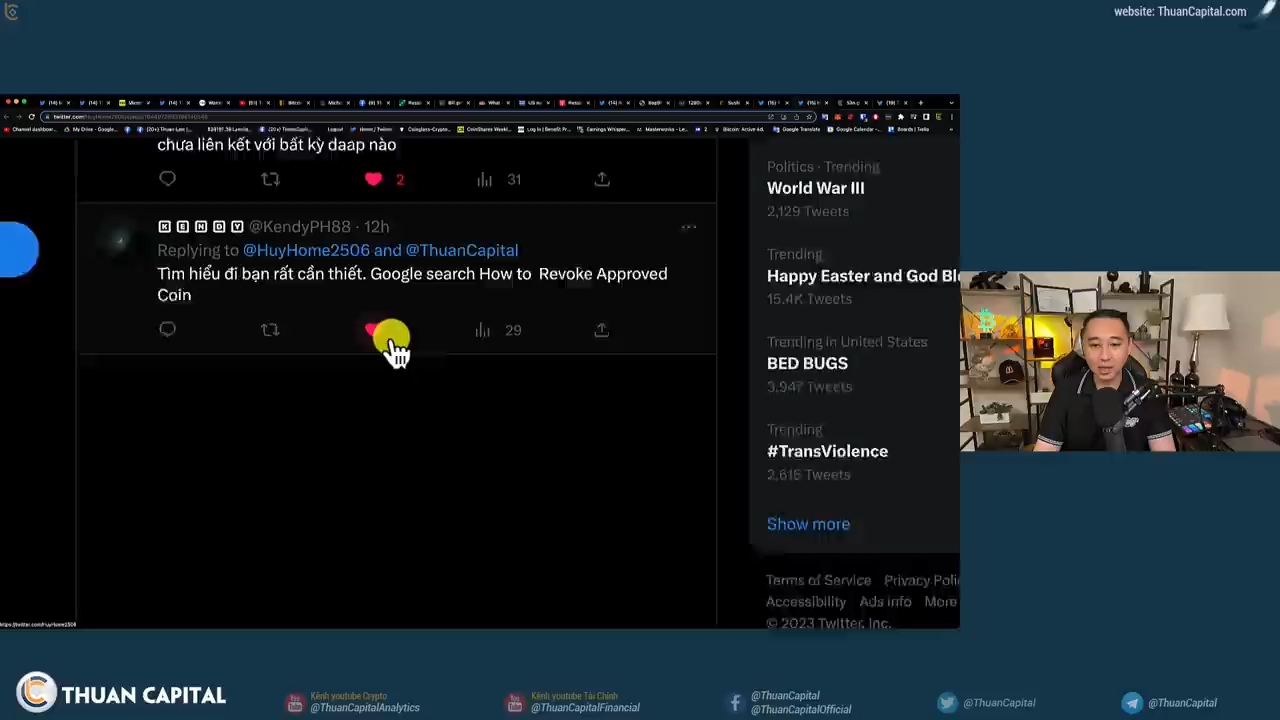 website: ThuanCapital.com
chưa liên kết với bất kỳ daap nào
2
31
KENDY @KendyPH88 · 12h
Replying to @HuyHome2506 and @ThuanCapital
Tìm hiểu đi bạn rất cần thiết. Google search How to Revoke Approved
Coin
29
Politics · Trending
World War III
2,129 Tweets
Trending
Happy Easter and God Bl
15.4K Tweets
Trending in United States
BED BUGS
3,947 Tweets
Trending
#TransViolence
2,615 Tweets
Show more
Terms of Service Privacy Poli
Accessibility Ads info More
© 2023 Twitter, Inc.
THUAN CAPITAL
Kênh youtube Crypto
@ThuanCapitalAnalytics
Kênh youtube Tài Chính
@ThuanCapitalFinancial
@ThuanCapital
@ThuanCapitalOfficial
@ThuanCapital
@ThuanCapital